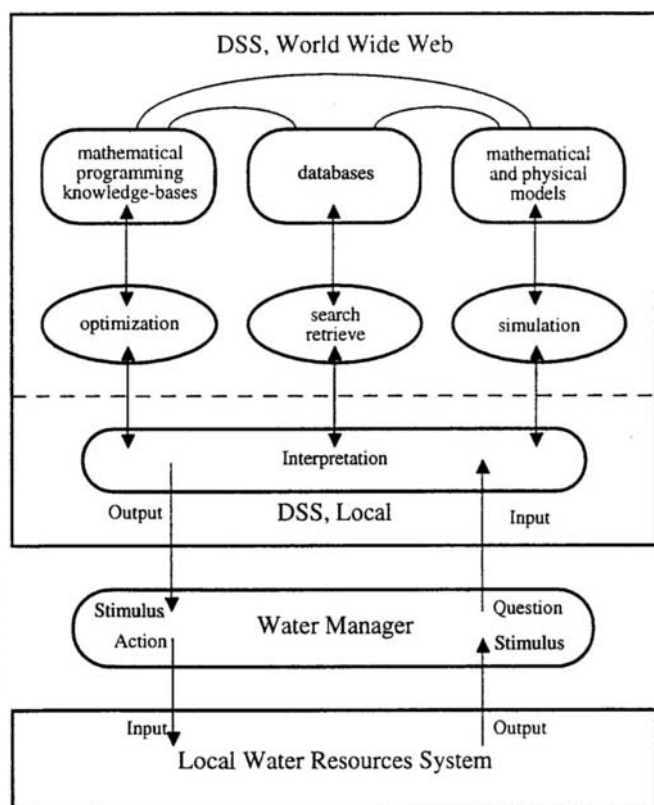 DSS, World Wide Web
mathematical
programming
knowledge-bases
databases
mathematical
and physical
models
optimization
search
retrieve
simulation
Interpretation
Output
DSS, Local
Input
Stimulus
Water Manager
Question
Action
Stimulus
Input
Output
Local Water Resources System